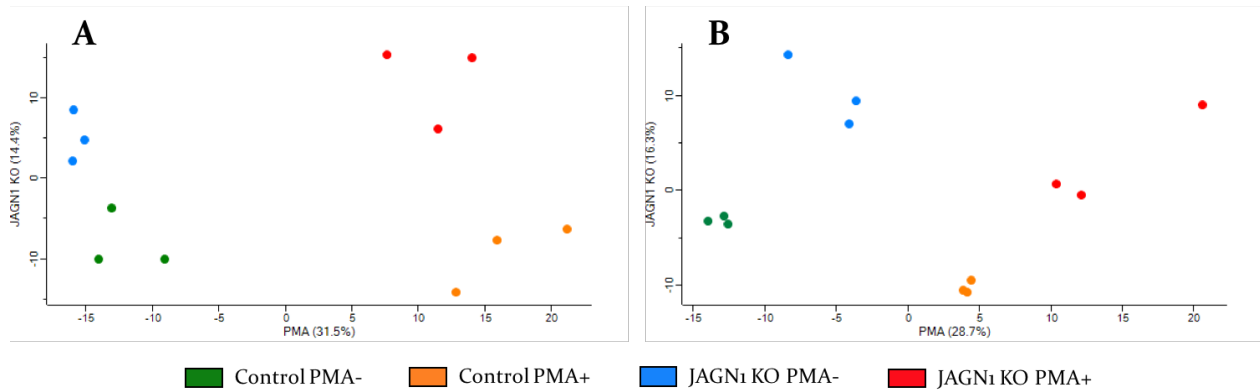 A
JAGN1 KO (14.4%)
10
0
-10
-15
-10
-5
0
5
10
15
20
PMA (31.5%)
B
JAGN1 KO (16.3%)
10
0
-10
-15
-10
-5
0
5
10
15
20
PMA (28.7%)
Control PMA-
Control PMA+
JAGN1 KO PMA-
JAGN1 KO PMA+